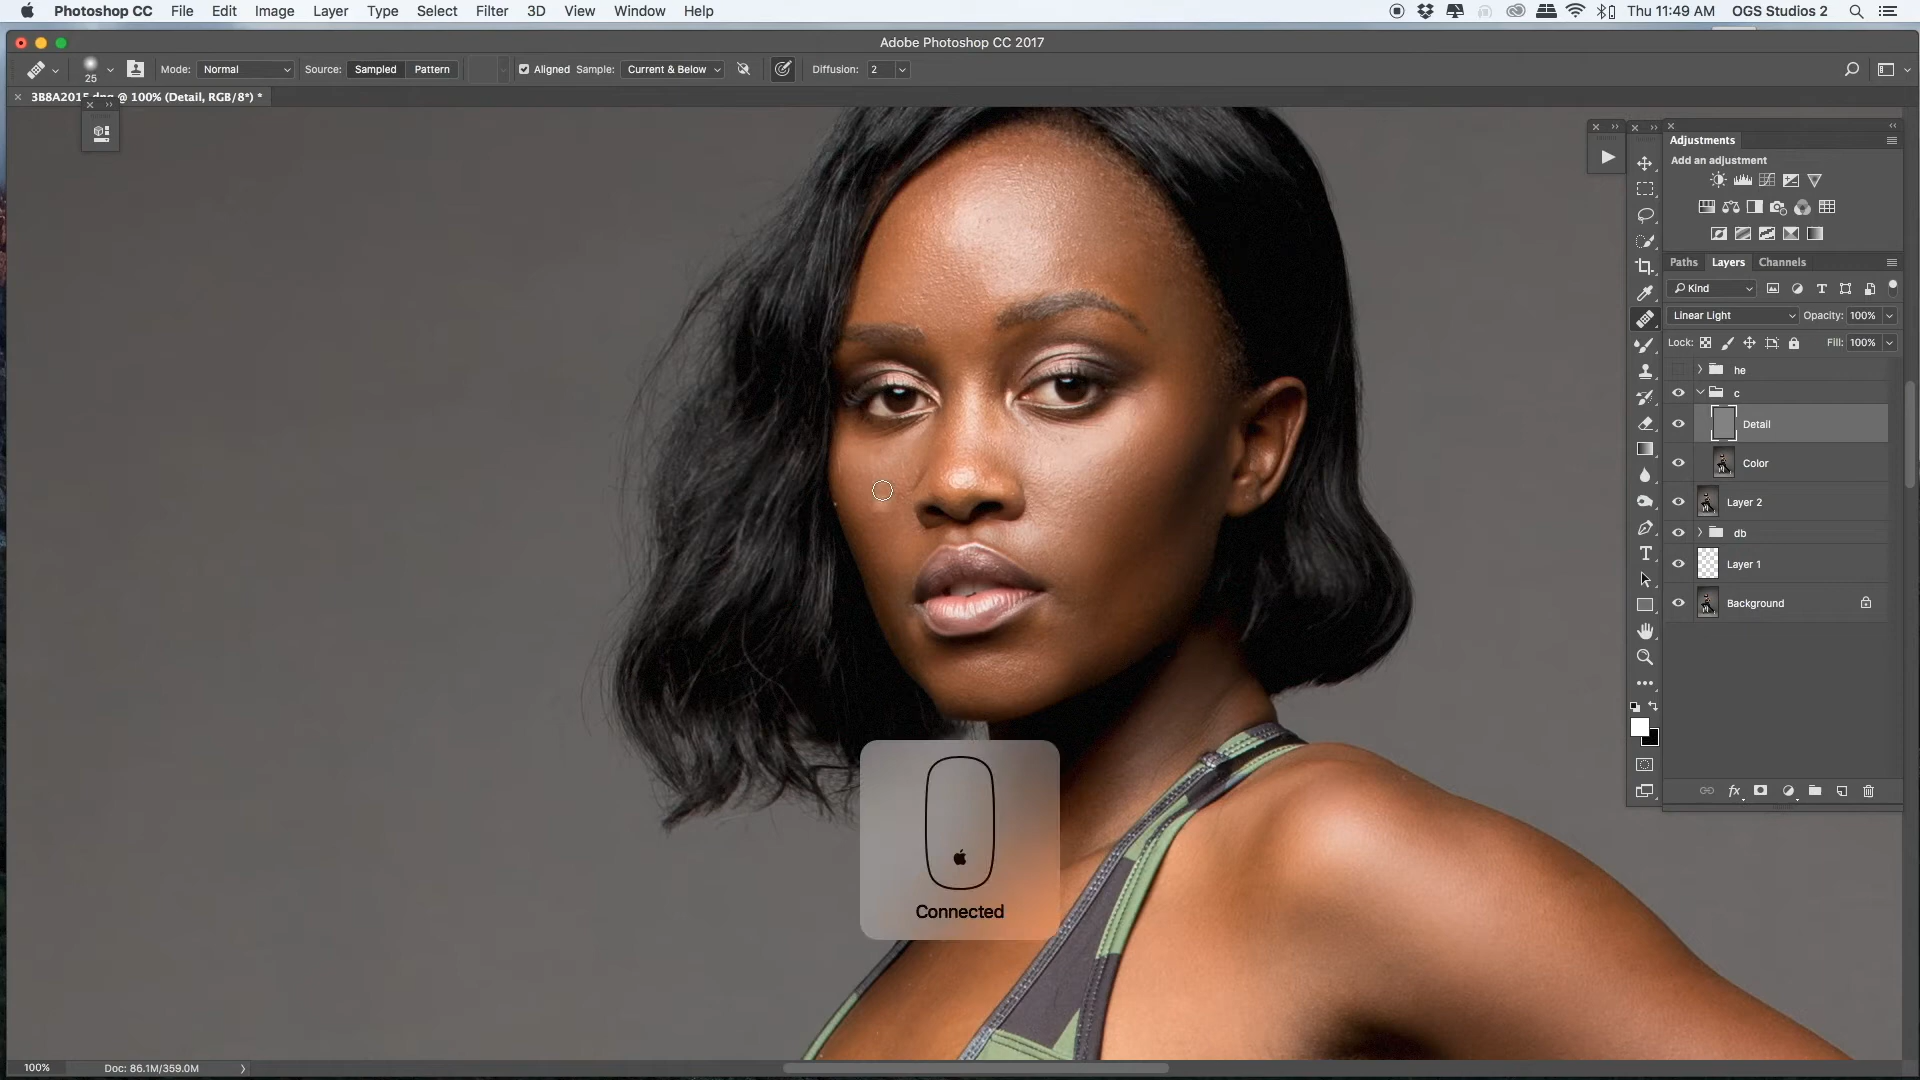 Photoshop CC File Edit Image Layer Type Select Filter 3D View Window Help Thu 11:49 AM OGS Studios 2
Adobe Photoshop CC 2017
25 Mode: Normal Source: Sampled Pattern Aligned Sample: Current & Below Diffusion: 2
3B8A2015.dng @ 100% (Detail, RGB/8*) *
Adjustments
Add an adjustment
Paths Layers Channels
Kind
Linear Light Opacity: 100%
Lock: Fill: 100%
he
c
Detail
Color
Layer 2
db
Layer 1
Background
fx
Connected
100% Doc: 86.1M/359.0M